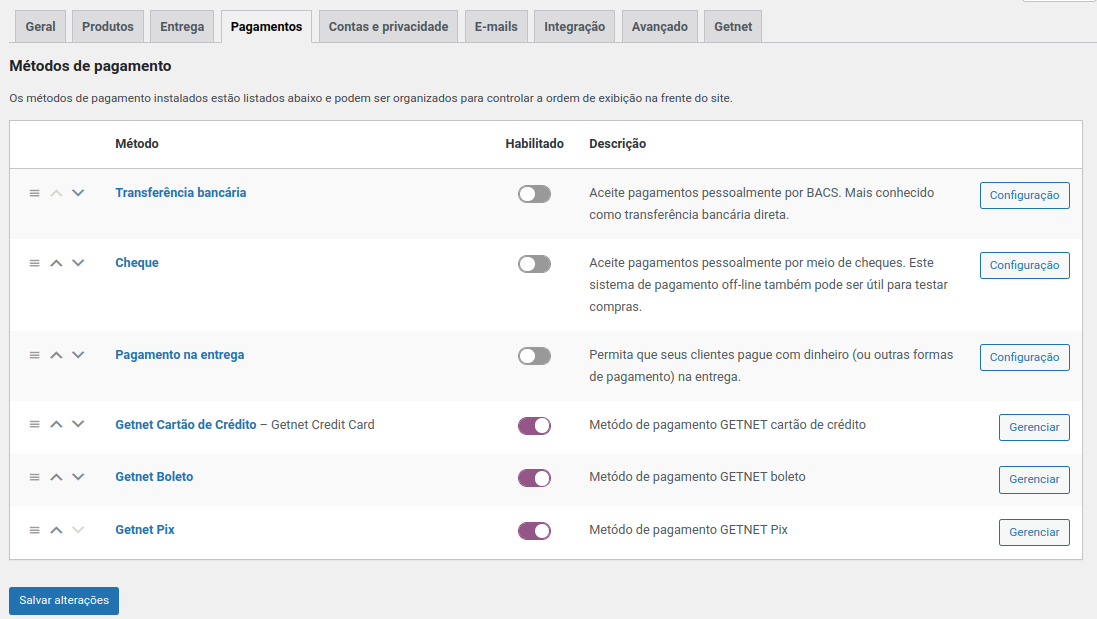 Geral Produtos Entrega Pagamentos Contas e privacidade E-mails Integração Avançado Getnet
Métodos de pagamento
Os métodos de pagamento instalados estão listados abaixo e podem ser organizados para controlar a ordem de exibição na frente do site.
Método Habilitado Descrição
Transferência bancária Aceite pagamentos pessoalmente por BACS. Mais conhecido Configuração
como transferência bancária direta.
Cheque Aceite pagamentos pessoalmente por meio de cheques. Este Configuração
sistema de pagamento off-line também pode ser útil para testar
compras.
Pagamento na entrega Permita que seus clientes pague com dinheiro (ou outras formas Configuração
de pagamento) na entrega.
Getnet Cartão de Crédito – Getnet Credit Card Metódo de pagamento GETNET cartão de crédito Gerenciar
Getnet Boleto Metódo de pagamento GETNET boleto Gerenciar
Getnet Pix Metódo de pagamento GETNET Pix Gerenciar
Salvar alterações